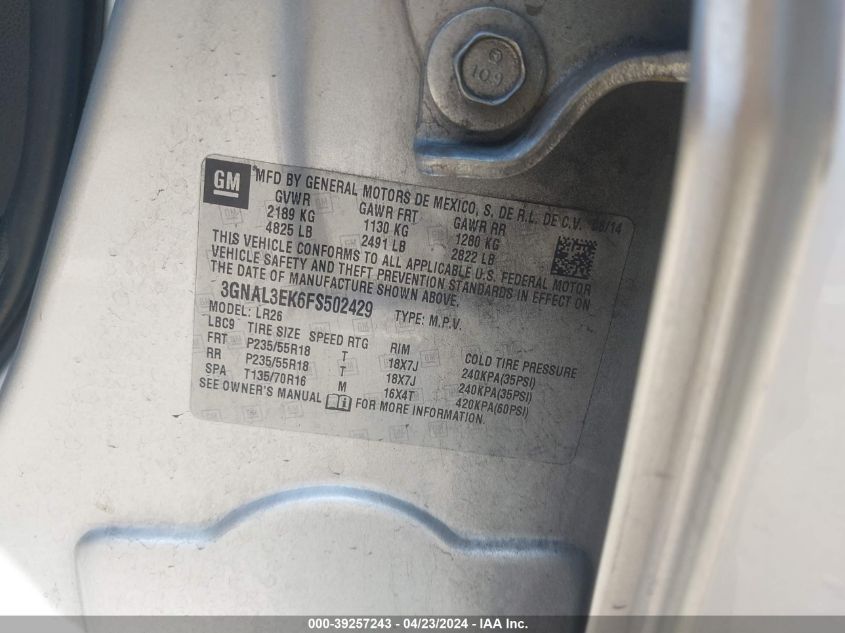 109
GM
MFD BY GENERAL MOTORS DE MEXICO, S. DE R.L. DE C.V. /14
GVWR GAWR FRT GAWR RR
2189 KG 1130 KG 1280 KG
4825 LB 2491 LB 2822 LB
THIS VEHICLE CONFORMS TO ALL APPLICABLE U.S. FEDERAL MOTOR
VEHICLE SAFETY AND THEFT PREVENTION STANDARDS IN EFFECT ON
THE DATE OF MANUFACTURE SHOWN ABOVE.
3GNAL3EK6FS502429 TYPE: M.P.V.
MODEL: LR26
LBC9 TIRE SIZE SPEED RTG RIM COLD TIRE PRESSURE
FRT P235/55R18 T 18X7J 240KPA(35PSI)
RR P235/55R18 T 18X7J 240KPA(35PSI)
SPA T135/70R16 M 16X4T 420KPA(60PSI)
SEE OWNER'S MANUAL FOR MORE INFORMATION.
000-39257243 / 04/23/2024 - IAA Inc.